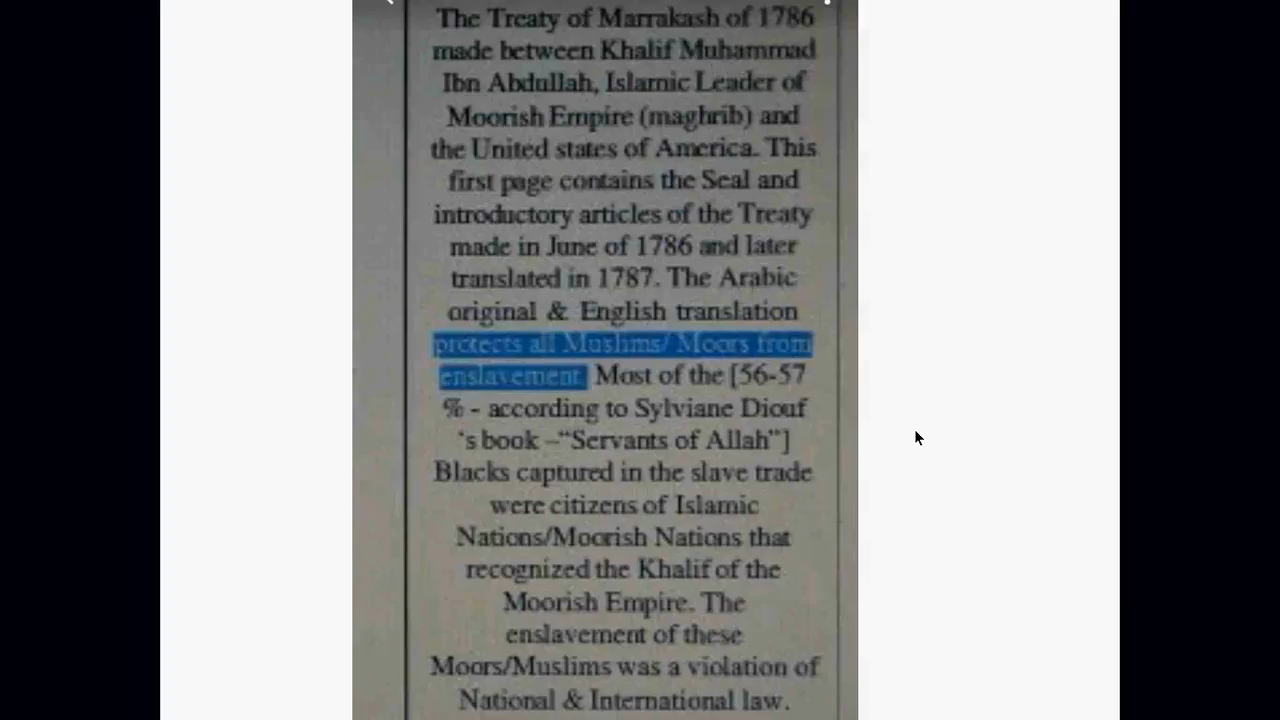 The Treaty of Marrakash of 1786
made between Khalif Muhammad
Ibn Abdullah, Islamic Leader of
Moorish Empire (maghrib) and
the United states of America. This
first page contains the Seal and
introductory articles of the Treaty
made in June of 1786 and later
translated in 1787. The Arabic
original & English translation
protects all Muslims/ Moors from
enslavement. Most of the [56-57
% - according to Sylviane Diouf
's book –“Servants of Allah”]
Blacks captured in the slave trade
were citizens of Islamic
Nations/Moorish Nations that
recognized the Khalif of the
Moorish Empire. The
enslavement of these
Moors/Muslims was a violation of
National & International law.